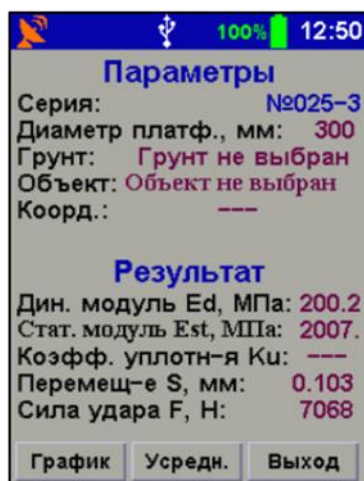 100% 12:50
Параметры
Серия: №025-3
Диаметр платф., мм: 300
Грунт: Грунт не выбран
Объект: Объект не выбран
Коорд.: ---
Результат
Дин. модуль Ed, МПа: 200.2
Стат. модуль Est, МПа: 2007.
Коэфф. уплотн-я Ku: ---
Перемещ-е S, мм: 0.103
Сила удара F, Н: 7068
График Усредн. Выход